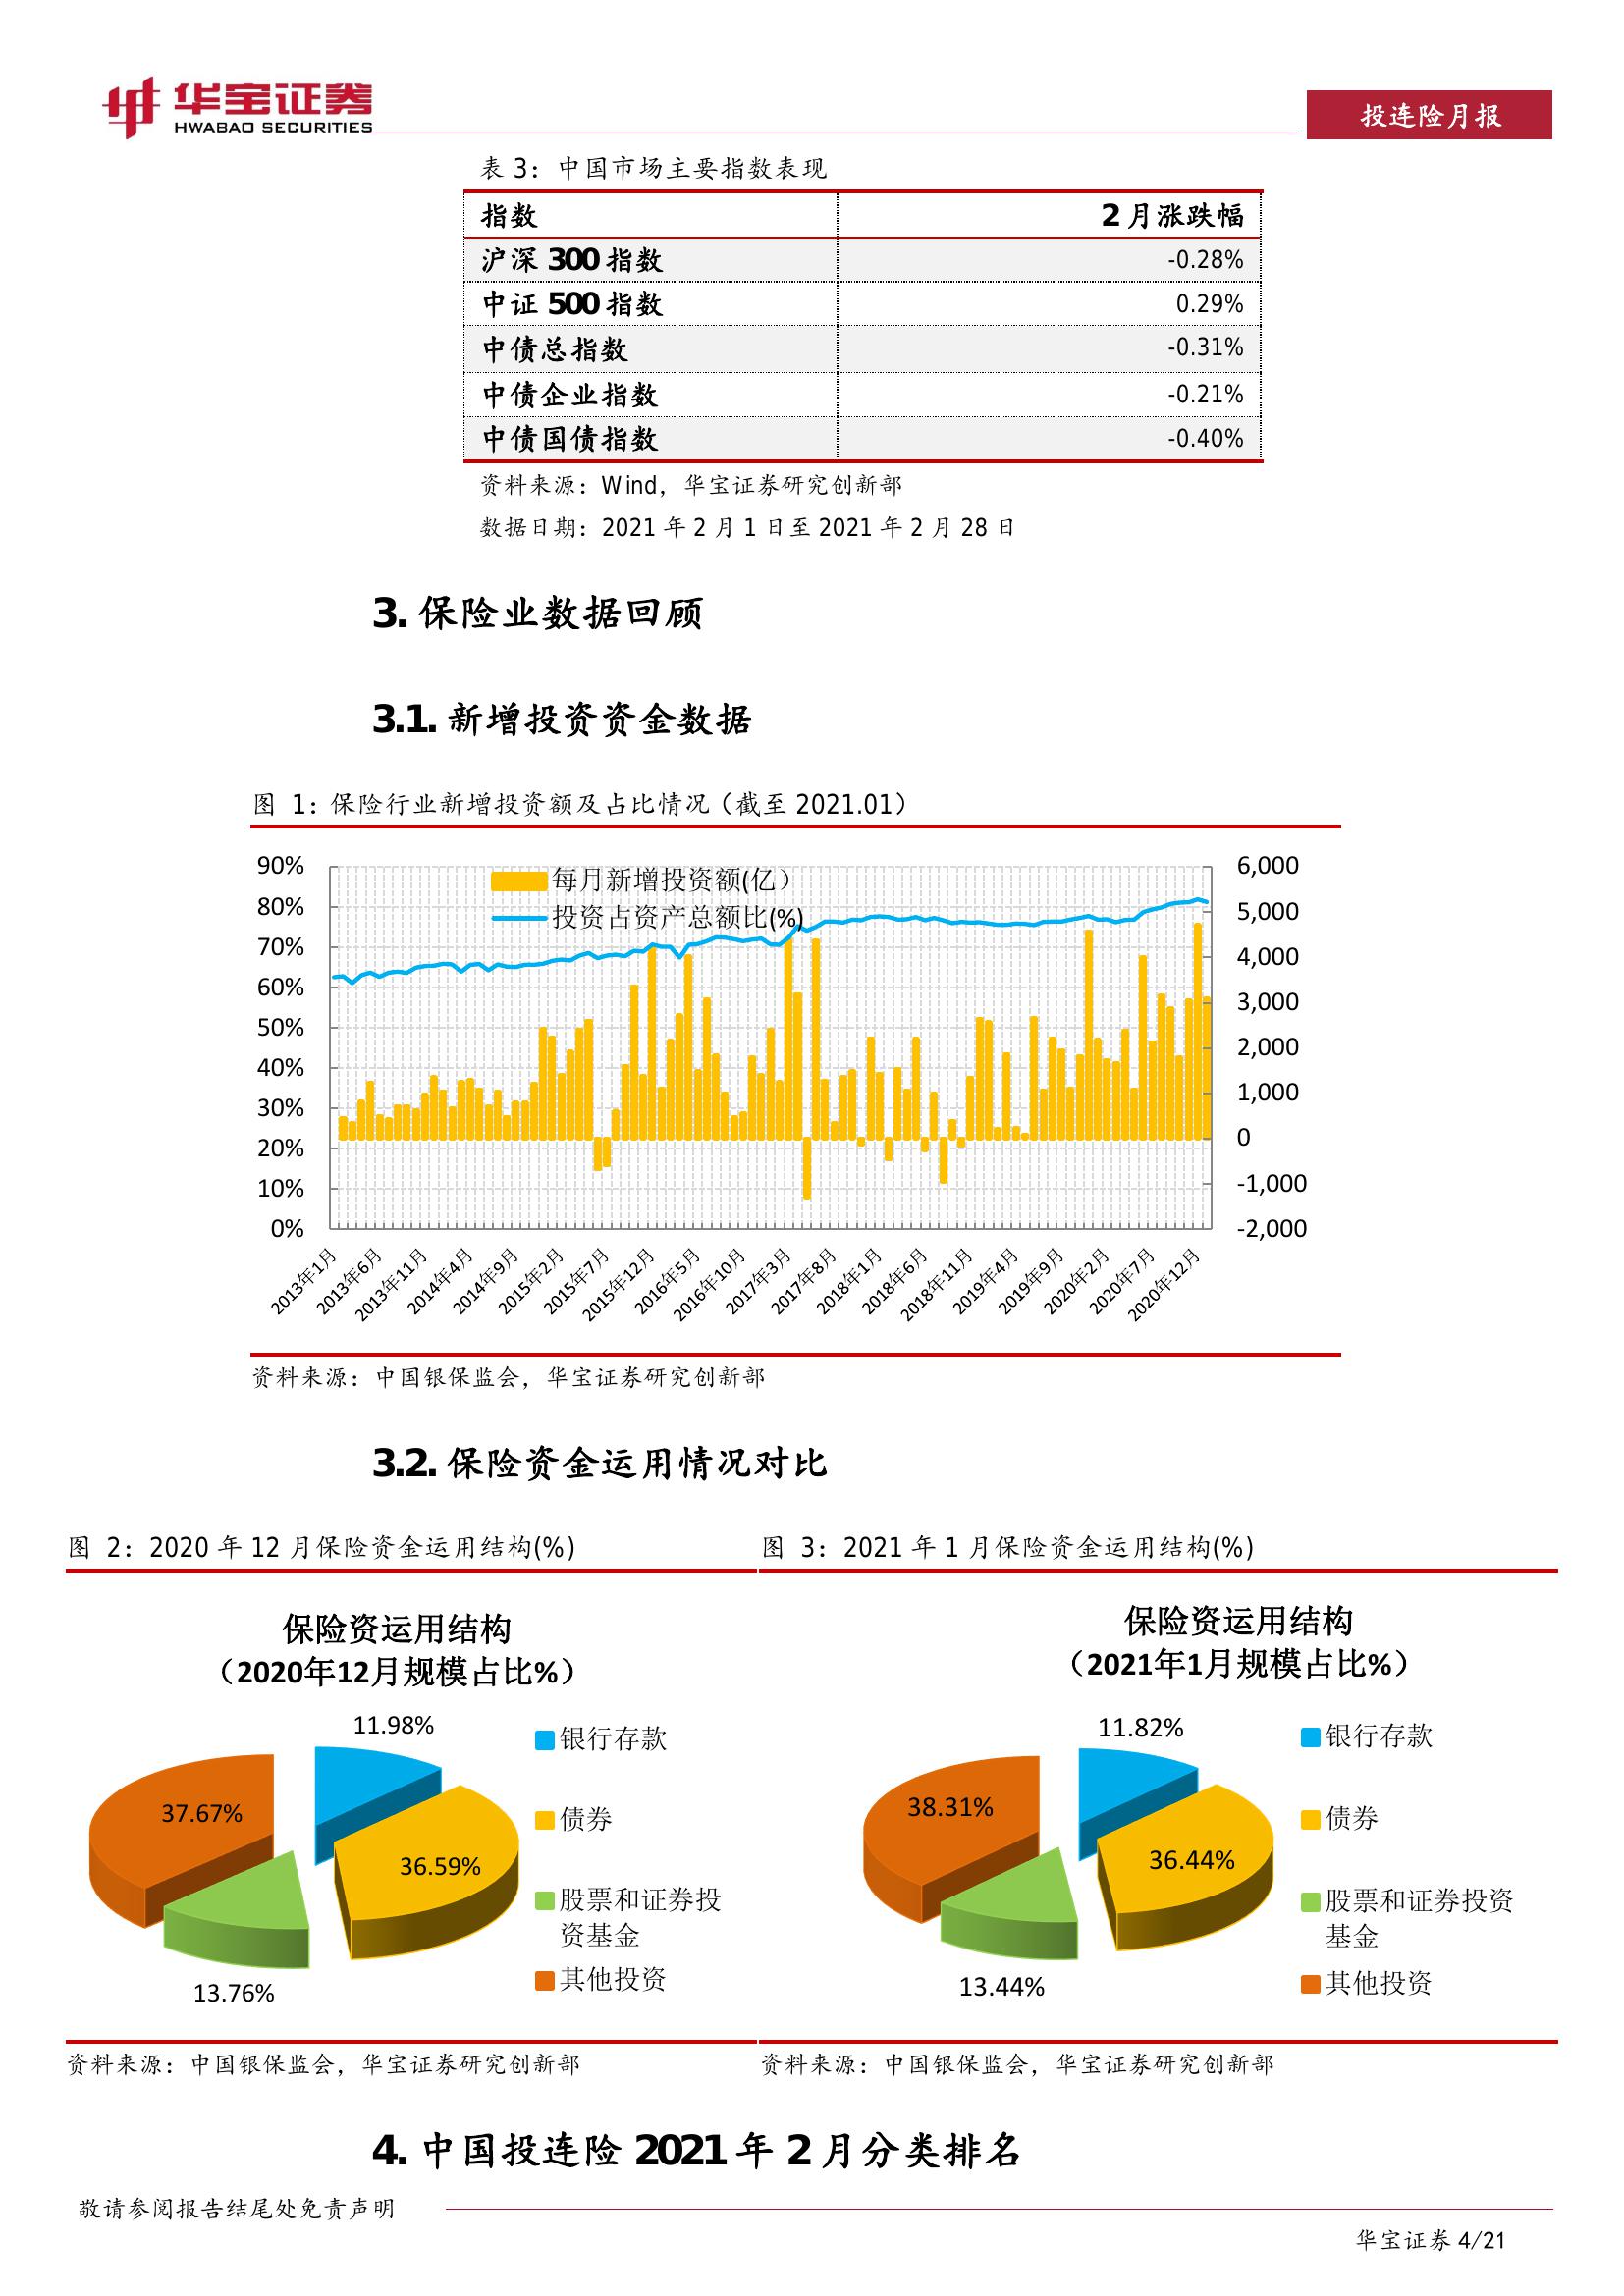 华宝证券
HWABAO SECURITIES
投连险月报
表 3：中国市场主要指数表现
指数 2 月涨跌幅
沪深 300 指数 -0.28%
中证 500 指数 0.29%
中债总指数 -0.31%
中债企业指数 -0.21%
中债国债指数 -0.40%
资料来源：Wind，华宝证券研究创新部
数据日期：2021 年 2 月 1 日至 2021 年 2 月 28 日
3. 保险业数据回顾
3.1. 新增投资资金数据
图 1：保险行业新增投资额及占比情况（截至 2021.01）
每月新增投资额(亿）
投资占资产总额比(%)
90%
80%
70%
60%
50%
40%
30%
20%
10%
0%
6,000
5,000
4,000
3,000
2,000
1,000
0
-1,000
-2,000
2013年1月
2013年6月
2013年11月
2014年4月
2014年9月
2015年2月
2015年7月
2015年12月
2016年5月
2016年10月
2017年3月
2017年8月
2018年1月
2018年6月
2018年11月
2019年4月
2019年9月
2020年2月
2020年7月
2020年12月
资料来源：中国银保监会，华宝证券研究创新部
3.2. 保险资金运用情况对比
图 2：2020 年 12 月保险资金运用结构(%)
保险资运用结构
（2020年12月规模占比%）
11.98%
37.67%
36.59%
13.76%
银行存款
债券
股票和证券投
资基金
其他投资
资料来源：中国银保监会，华宝证券研究创新部
图 3：2021 年 1 月保险资金运用结构(%)
保险资运用结构
（2021年1月规模占比%）
11.82%
38.31%
36.44%
13.44%
银行存款
债券
股票和证券投资
基金
其他投资
资料来源：中国银保监会，华宝证券研究创新部
4. 中国投连险 2021 年 2 月分类排名
敬请参阅报告结尾处免责声明
华宝证券 4/21